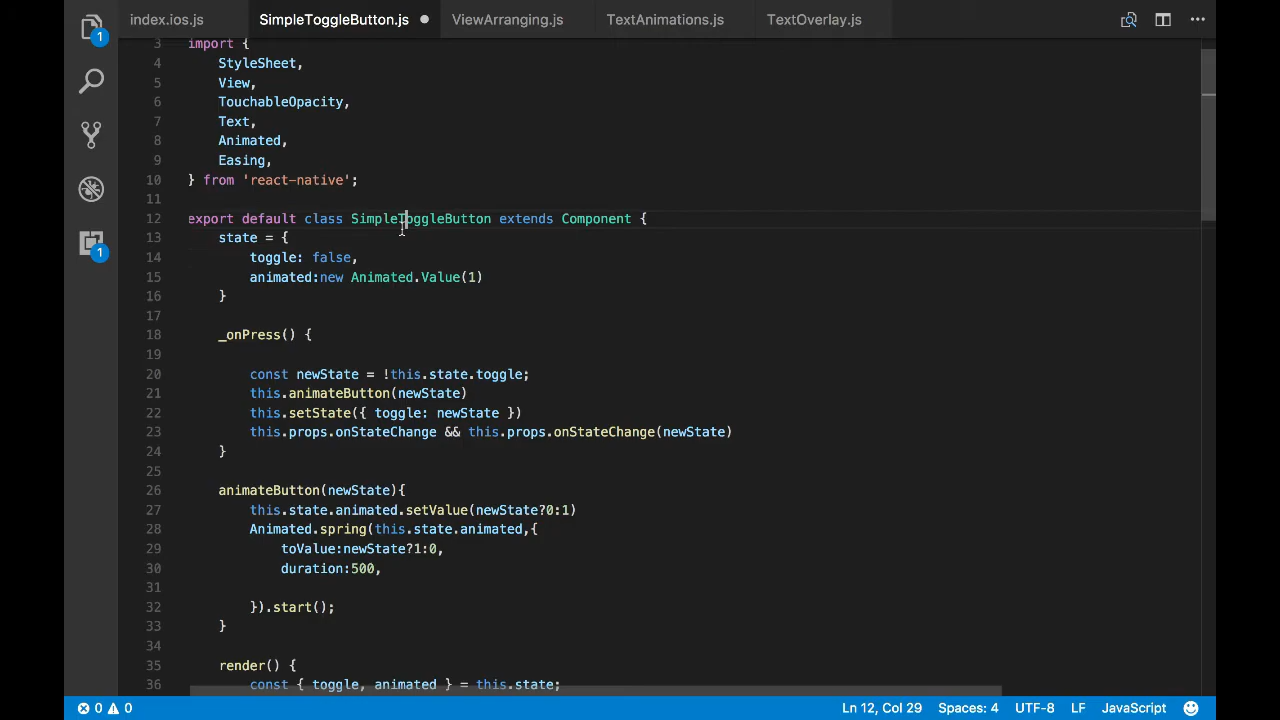 index.ios.js SimpleToggleButton.js ViewArranging.js TextAnimations.js TextOverlay.js
3 import {
4 StyleSheet,
5 View,
6 TouchableOpacity,
7 Text,
8 Animated,
9 Easing,
10 } from 'react-native';
11
12 export default class SimpleToggleButton extends Component {
13 state = {
14 toggle: false,
15 animated:new Animated.Value(1)
16 }
17
18 _onPress() {
19
20 const newState = !this.state.toggle;
21 this.animateButton(newState)
22 this.setState({ toggle: newState })
23 this.props.onStateChange && this.props.onStateChange(newState)
24 }
25
26 animateButton(newState){
27 this.state.animated.setValue(newState?0:1)
28 Animated.spring(this.state.animated,{
29 toValue:newState?1:0,
30 duration:500,
31
32 }).start();
33 }
34
35 render() {
36 const { toggle, animated } = this.state;
1
1
0 0 Ln 12, Col 29 Spaces: 4 UTF-8 LF JavaScript